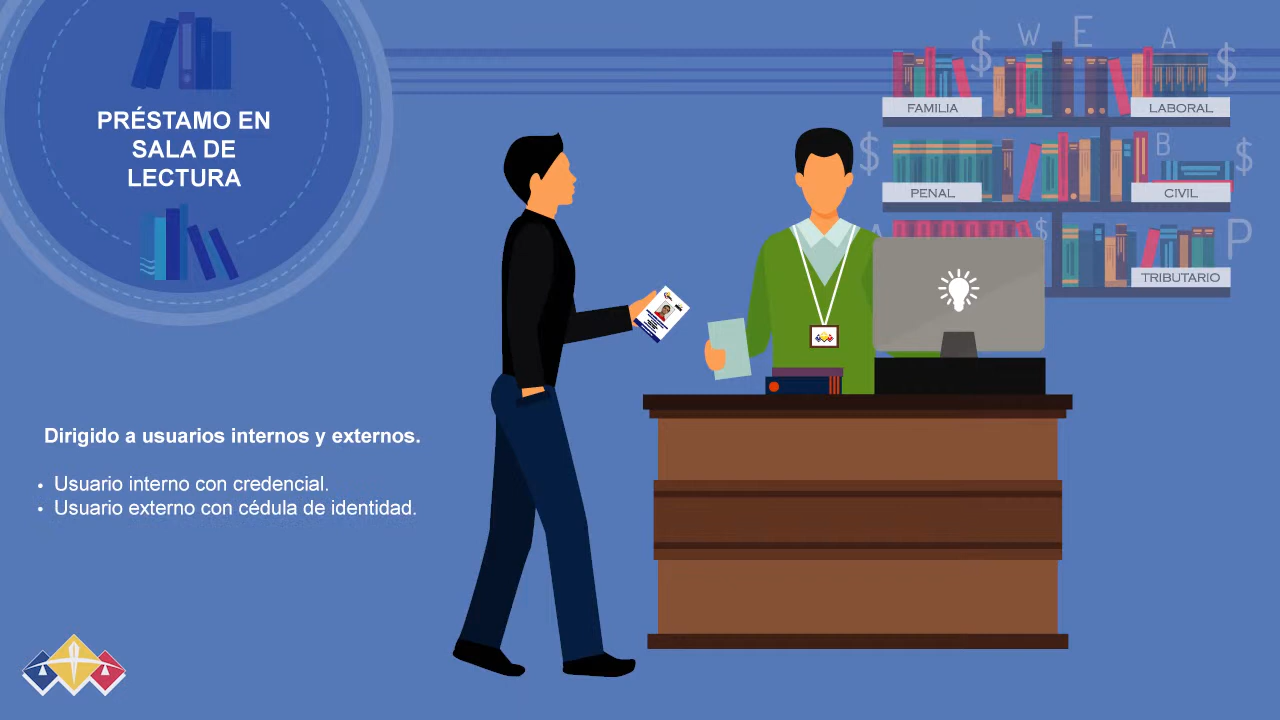 PRÉSTAMO EN
SALA DE
LECTURA
$
W
E
A
$
FAMILIA
LABORAL
$
B
$
PENAL
CIVIL
A
$
P
TRIBUTARIO
Dirigido a usuarios internos y externos.
• Usuario interno con credencial.
• Usuario externo con cédula de identidad.